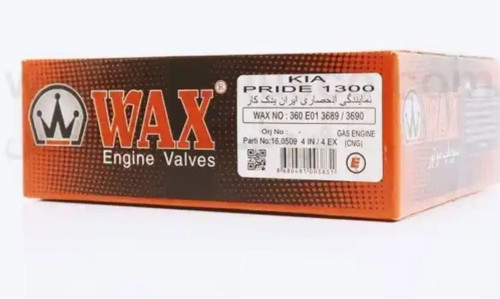 WAX®
Engine Valves
KIA
PRIDE 1300
نمایندگی انحصاری ایران یدک کار
WAX NO : 360 E01 3689 / 3690
Orj No : -
GAS ENGINE
Parti No:16.0509 4 IN / 4 EX
(CNG)
E